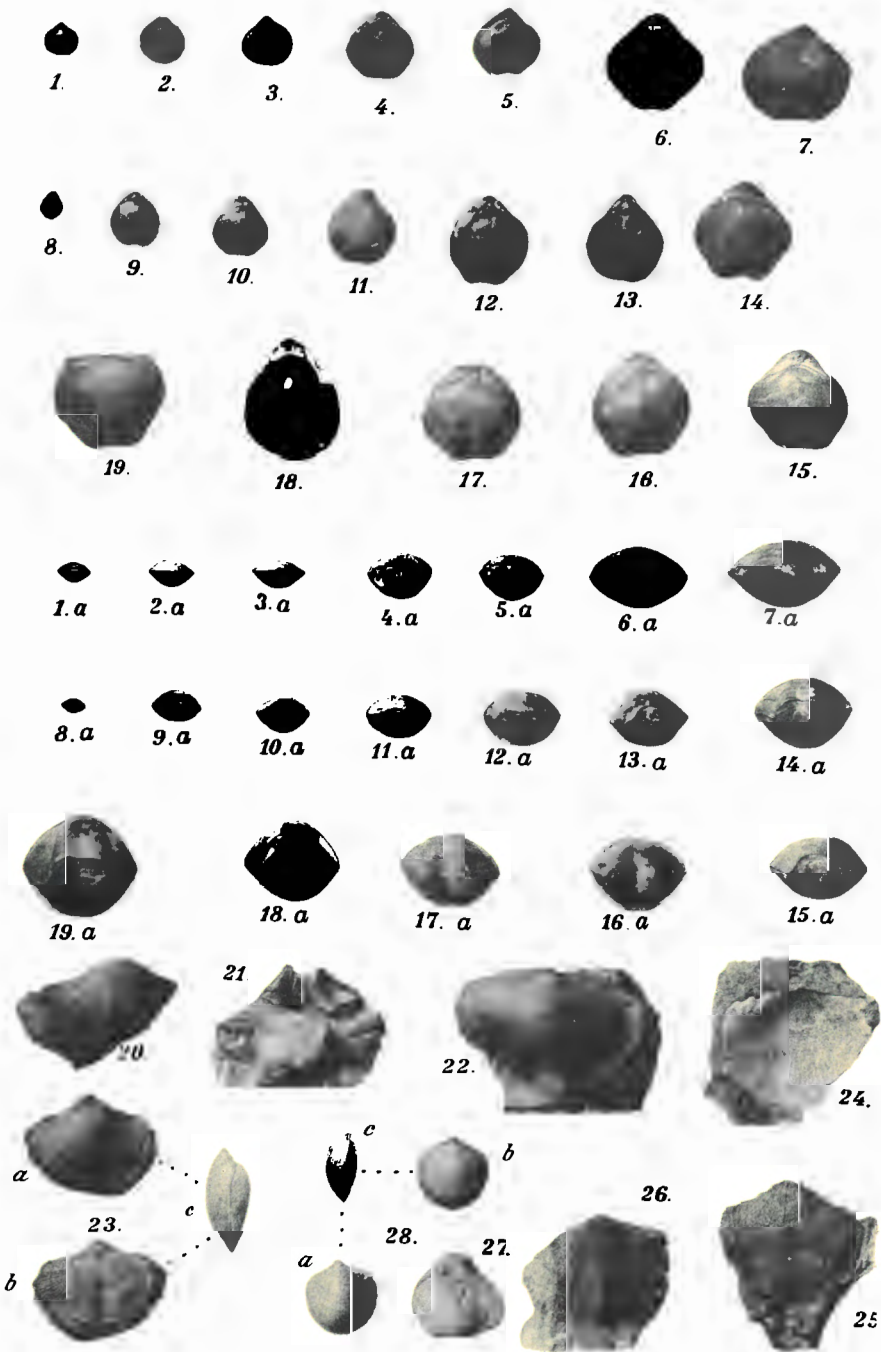 1. 2. 3. 4. 5. 6. 7.
8. 9. 10. 11. 12. 13. 14.
19. 18. 17. 16. 15.
1.a 2.a 3.a 4.a 5.a 6.a 7.a
8.a 9.a 10.a 11.a 12.a 13.a 14.a
19.a 18.a 17.a 16.a 15.a
20. 21. 22. 24.
a c c b 26.
23. 28. 27.
b a 25